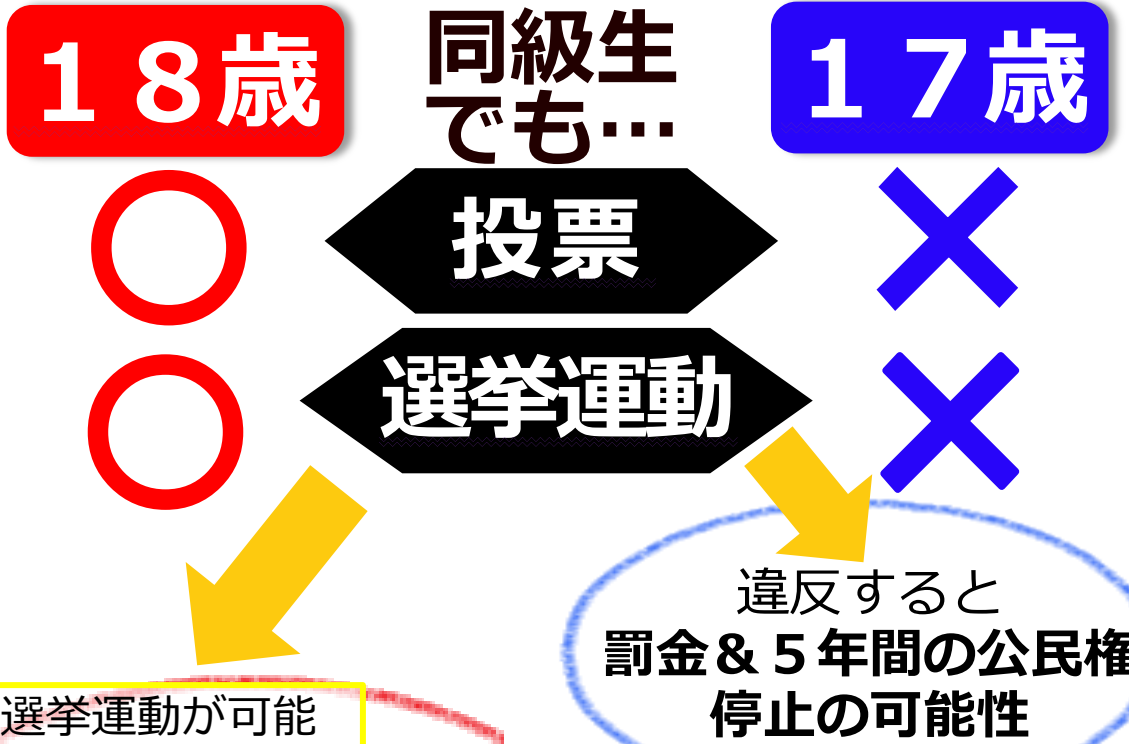 18歳
同級生
でも…
17歳
投票
選挙運動
違反すると
罰金&5年間の公民権
停止の可能性
選挙運動が可能